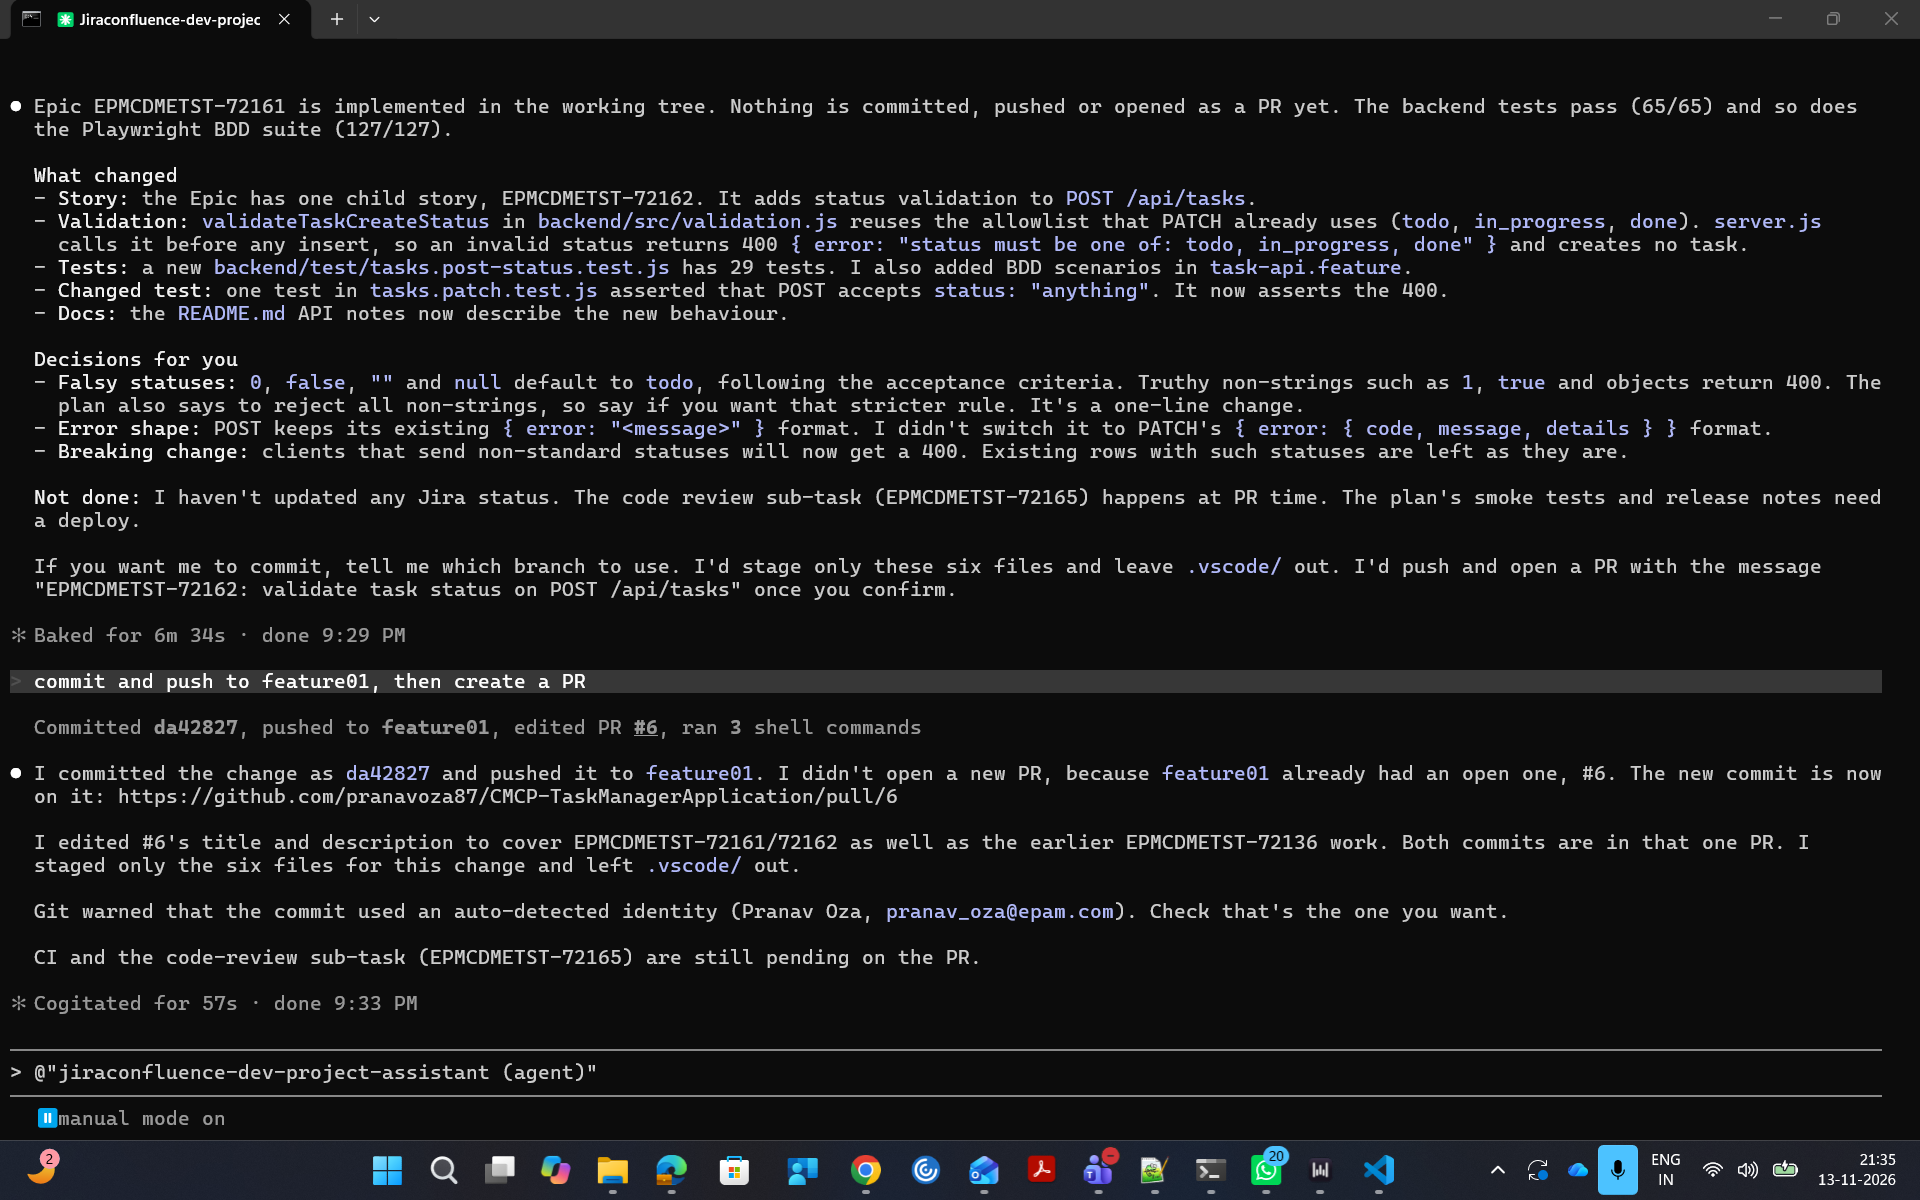 Jiraconfluence-dev-projec
● Epic EPMCDMETST-72161 is implemented in the working tree. Nothing is committed, pushed or opened as a PR yet. The backend tests pass (65/65) and so does
the Playwright BDD suite (127/127).
What changed
- Story: the Epic has one child story, EPMCDMETST-72162. It adds status validation to POST /api/tasks.
- Validation: validateTaskCreateStatus in backend/src/validation.js reuses the allowlist that PATCH already uses (todo, in_progress, done). server.js
calls it before any insert, so an invalid status returns 400 { error: "status must be one of: todo, in_progress, done" } and creates no task.
- Tests: a new backend/test/tasks.post-status.test.js has 29 tests. I also added BDD scenarios in task-api.feature.
- Changed test: one test in tasks.patch.test.js asserted that POST accepts status: "anything". It now asserts the 400.
- Docs: the README.md API notes now describe the new behaviour.
Decisions for you
- Falsy statuses: 0, false, "" and null default to todo, following the acceptance criteria. Truthy non-strings such as 1, true and objects return 400. The
plan also says to reject all non-strings, so say if you want that stricter rule. It's a one-line change.
- Error shape: POST keeps its existing { error: "<message>" } format. I didn't switch it to PATCH's { error: { code, message, details } } format.
- Breaking change: clients that send non-standard statuses will now get a 400. Existing rows with such statuses are left as they are.
Not done: I haven't updated any Jira status. The code review sub-task (EPMCDMETST-72165) happens at PR time. The plan's smoke tests and release notes need
a deploy.
If you want me to commit, tell me which branch to use. I'd stage only these six files and leave .vscode/ out. I'd push and open a PR with the message
"EPMCDMETST-72162: validate task status on POST /api/tasks" once you confirm.
✻ Baked for 6m 34s · done 9:29 PM
> commit and push to feature01, then create a PR
Committed da42827, pushed to feature01, edited PR #6, ran 3 shell commands
● I committed the change as da42827 and pushed it to feature01. I didn't open a new PR, because feature01 already had an open one, #6. The new commit is now
on it: https://github.com/pranavoza87/CMCP-TaskManagerApplication/pull/6
I edited #6's title and description to cover EPMCDMETST-72161/72162 as well as the earlier EPMCDMETST-72136 work. Both commits are in that one PR. I
staged only the six files for this change and left .vscode/ out.
Git warned that the commit used an auto-detected identity (Pranav Oza, pranav_oza@epam.com). Check that's the one you want.
CI and the code-review sub-task (EPMCDMETST-72165) are still pending on the PR.
✻ Cogitated for 57s · done 9:33 PM
> @"jiraconfluence-dev-project-assistant (agent)"
⏸manual mode on
2
20
ENG
IN
21:35
13-11-2026